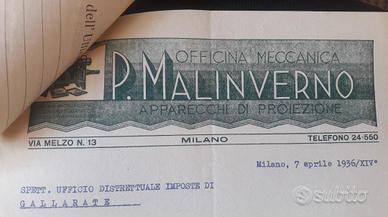 dell'U
OFFICINA MECCANICA
P. MALINVERNO
APPARECCHI DI PROIEZIONE
VIA MELZO N. 13 MILANO TELEFONO 24-550
Milano, 7 aprile 1936/XIV°
SPETT. UFFICIO DISTRETTUALE IMPOSTE DI
GALLARATE
subito